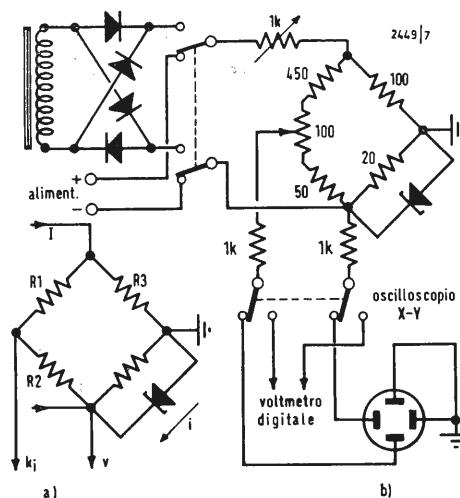 1k
2449|7
450
100
100
20
50
+
aliment.
−
1k
1k
I
R1
R3
R2
i
ki
v
a)
oscilloscopio
X-Y
voltmetro
digitale
b)